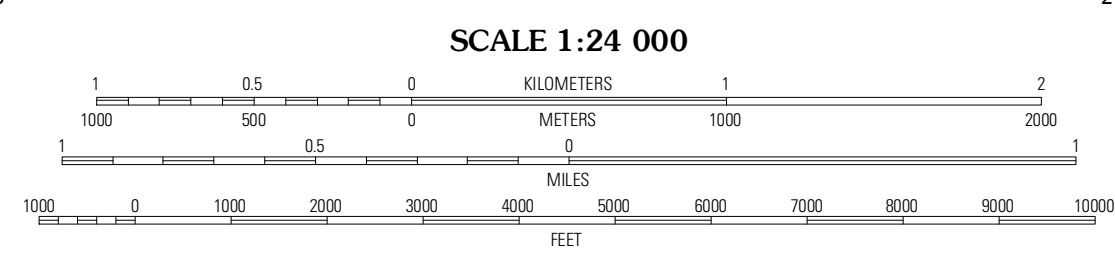 SCALE 1:24 000
1 0.5 0 KILOMETERS 1 2
1000 500 0 METERS 1000 2000
1 0.5 0 1
MILES
1000 0 1000 2000 3000 4000 5000 6000 7000 8000 9000 10000
FEET